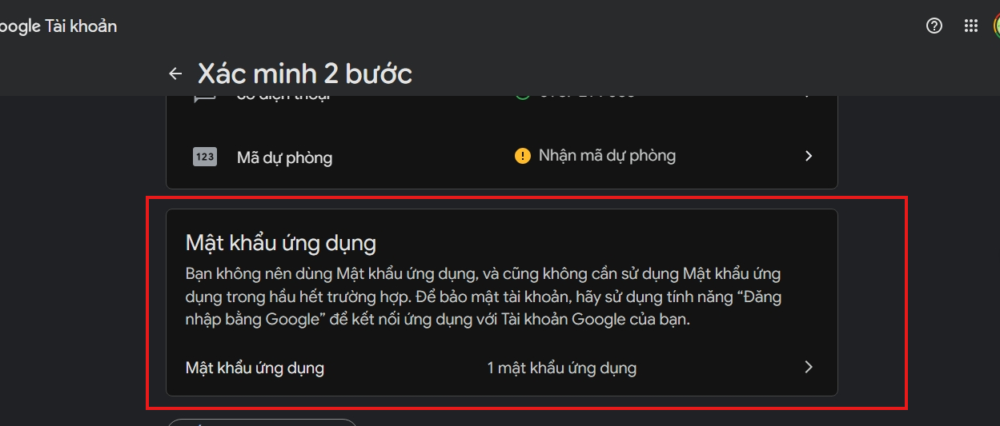 oogle Tài khoản
Xác minh 2 bước
Số điện thoại
123
Mã dự phòng
Nhận mã dự phòng
Mật khẩu ứng dụng
Bạn không nên dùng Mật khẩu ứng dụng, và cũng không cần sử dụng Mật khẩu ứng
dụng trong hầu hết trường hợp. Để bảo mật tài khoản, hãy sử dụng tính năng “Đăng
nhập bằng Google” để kết nối ứng dụng với Tài khoản Google của bạn.
Mật khẩu ứng dụng
1 mật khẩu ứng dụng